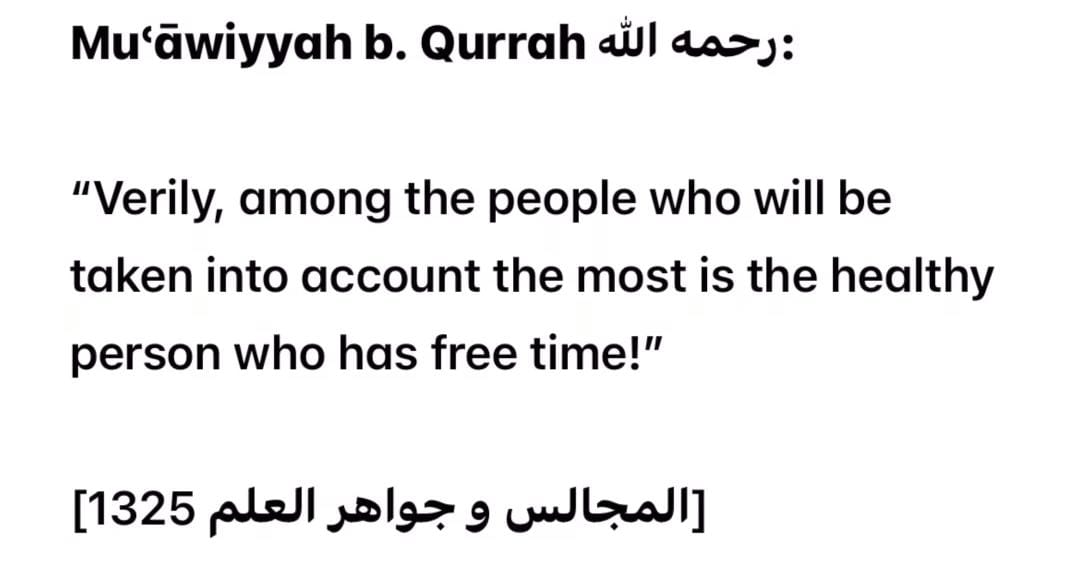 Muʿāwiyyah b. Qurrah رحمه الله:
“Verily, among the people who will be
taken into account the most is the healthy
person who has free time!”
[المجالس و جواهر العلم 1325]